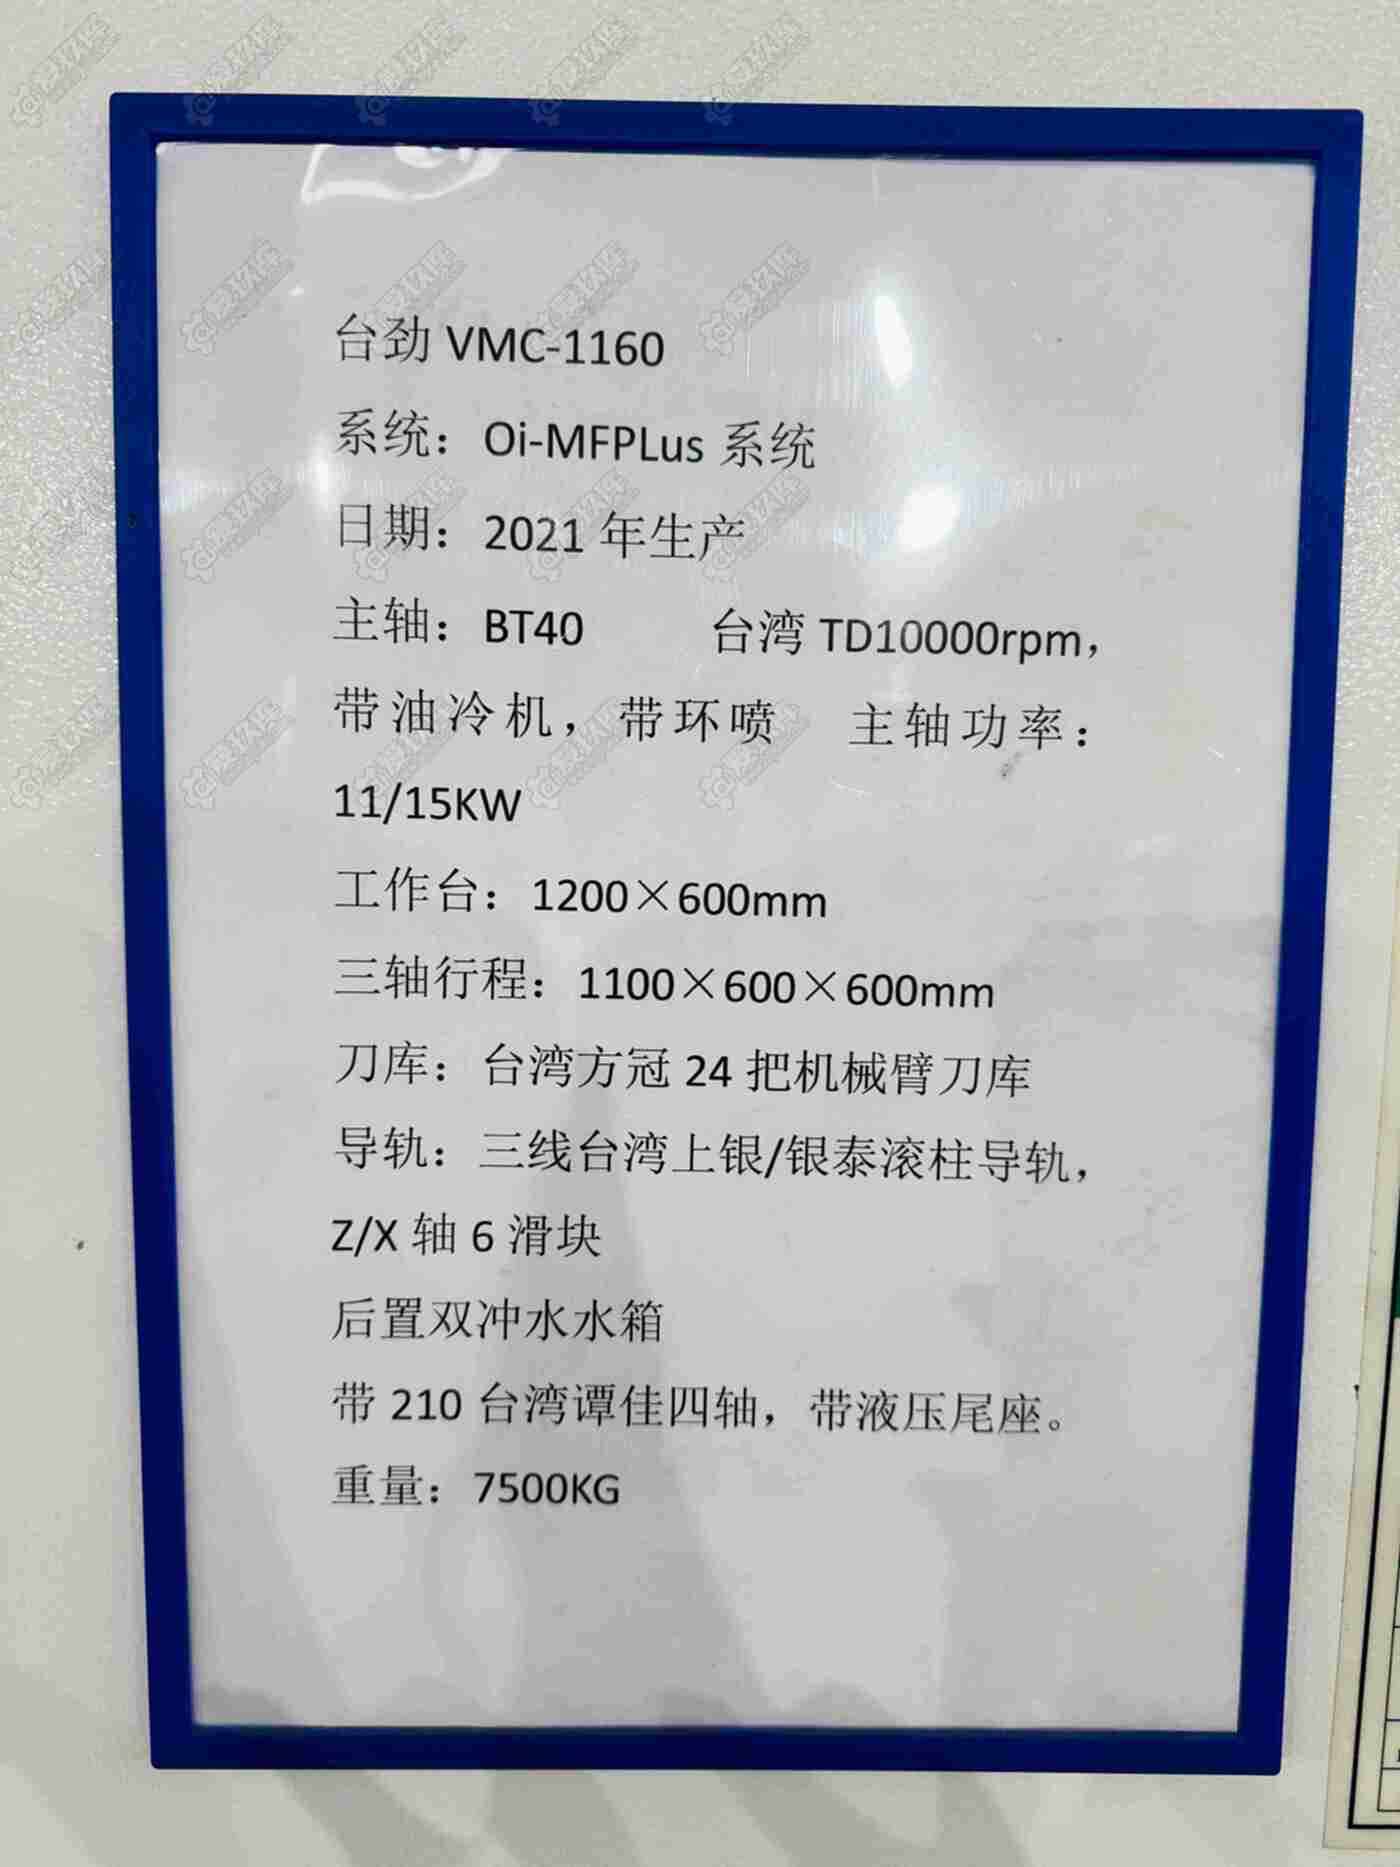 台劲 VMC-1160
系统：Oi-MFPLus 系统
日期：2021 年生产
主轴：BT40 台湾 TD10000rpm，
带油冷机，带环喷 主轴功率：
11/15KW
工作台：1200×600mm
三轴行程：1100×600×600mm
刀库：台湾方冠 24 把机械臂刀库
导轨：三线台湾上银/银泰滚柱导轨，
Z/X 轴 6 滑块
后置双冲水水箱
带 210 台湾谭佳四轴，带液压尾座。
重量：7500KG